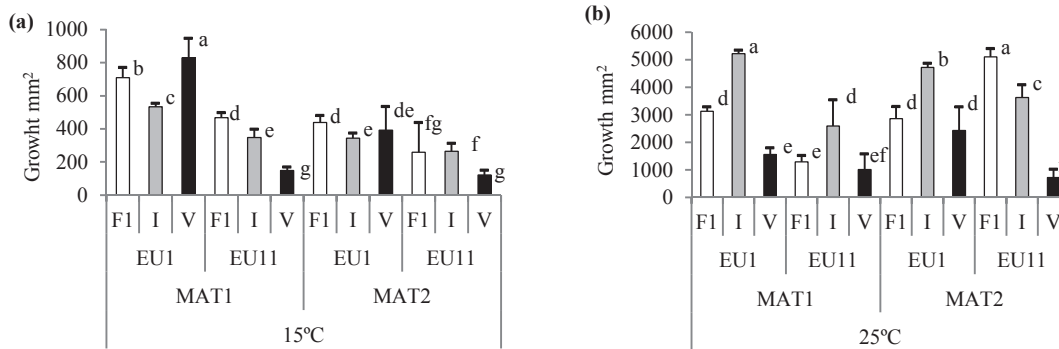 (a)
Growht mm²
1000
800
600
400
200
0
b c a d e g d e de fg f g
F1 I V F1 I V F1 I V F1 I V
EU1 EU11 EU1 EU11
MAT1 MAT2
15ºC
(b)
Growth mm²
6000
5000
4000
3000
2000
1000
0
d a e e d ef d b d a c
F1 I V F1 I V F1 I V F1 I V
EU1 EU11 EU1 EU11
MAT1 MAT2
25ºC